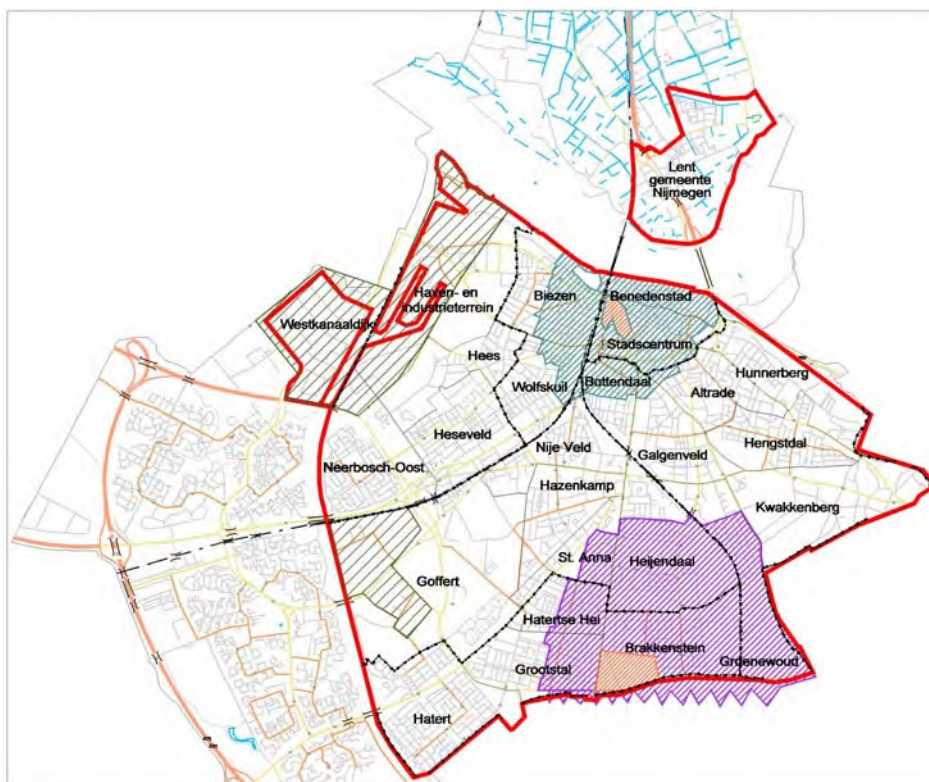 Lent
gemeente
Nijmegen
Haven- en
industrieterrein
Westkanaaldijk
Biezen
Benedenstad
Stadscentrum
Hees
Wolfskuil
Bottendaal
Hunnerberg
Altrade
Heseveld
Nije Veld
Galgenveld
Hengstdal
Neerbosch-Oost
Hazenkamp
Kwakkenberg
St. Anna
Heijendaal
Goffert
Hatertse Hei
Brakkenstein
Grootstal
Groenewoud
Hatert